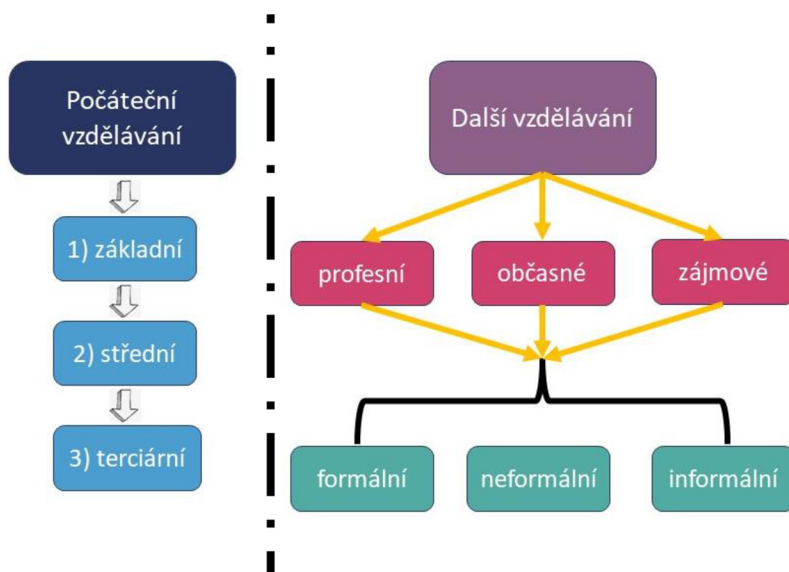 Počáteční
vzdělávání
1) základní
2) střední
3) terciární
Další vzdělávání
profesní
občasné
zájmové
formální
neformální
informální